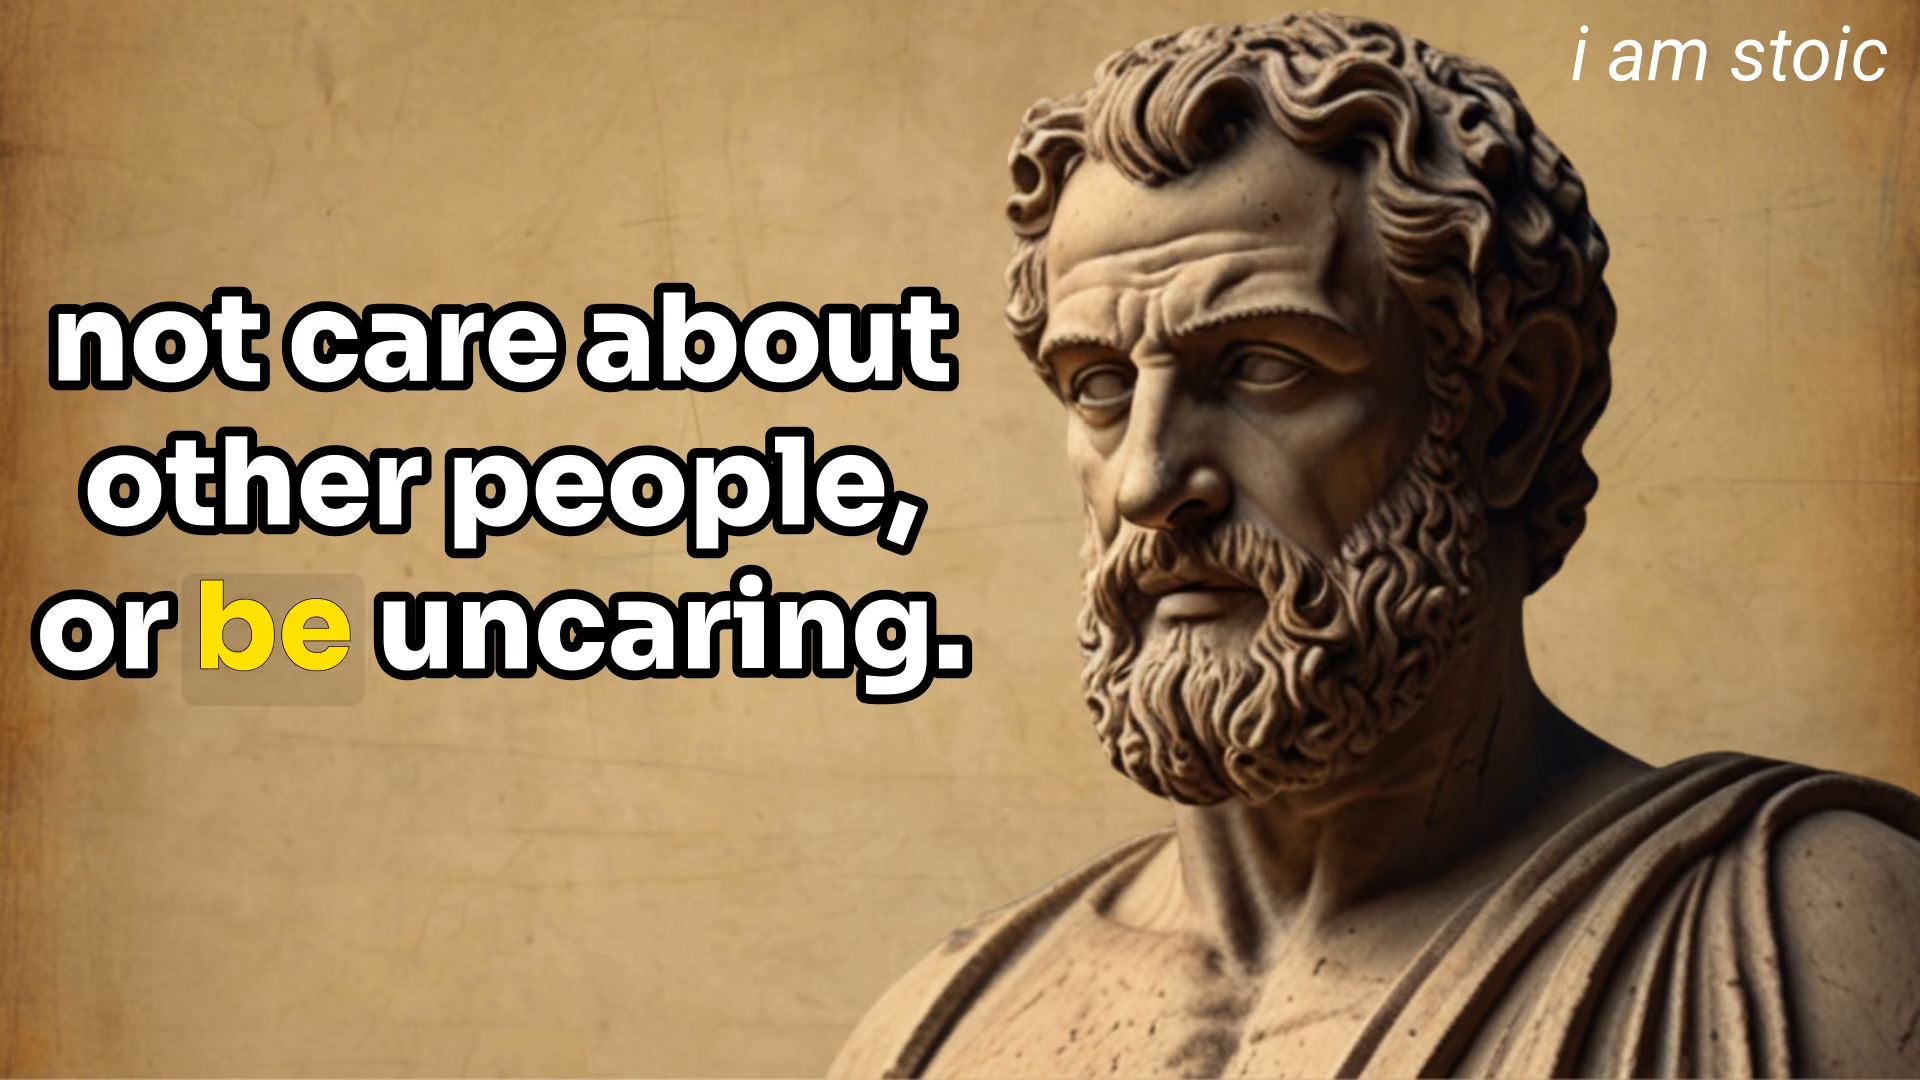 i am stoic
not care about
other people,
or be uncaring.